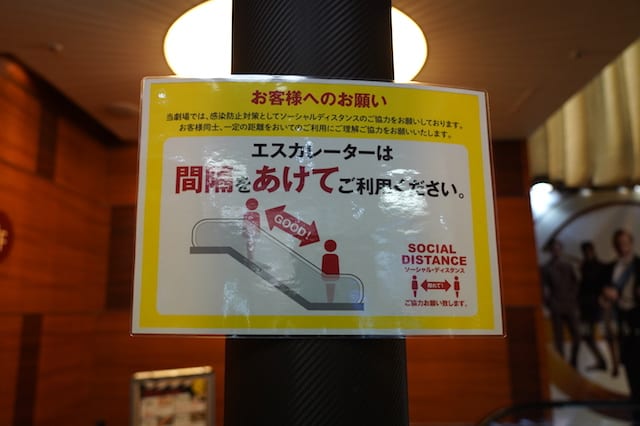 お客様へのお願い
当劇場では、感染防止対策としてソーシャルディスタンスのご協力をお願いしております。
お客様同士、一定の距離をおいてのご利用にご理解ご協力をお願いいたします。
エスカレーターは
間隔をあけてご利用ください。
GOOD!
SOCIAL
DISTANCE
ソーシャル・ディスタンス
離れて!
ご協力お願い致します。